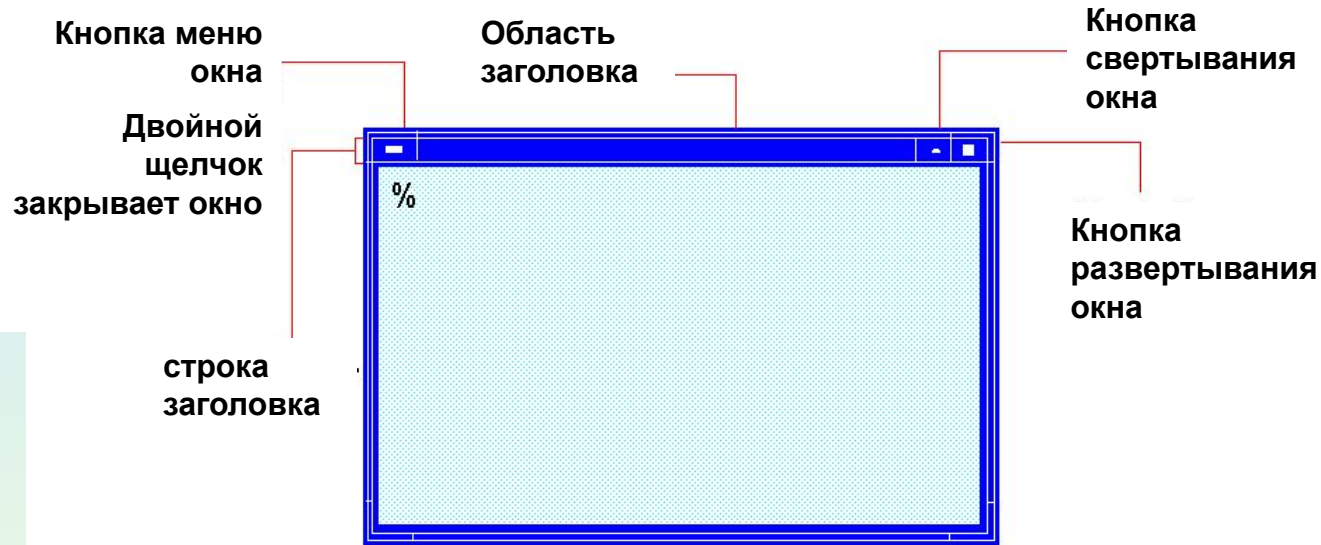 Кнопка меню
окна
Двойной
щелчок
закрывает окно
Область
заголовка
Кнопка
свертывания
окна
%
Кнопка
развертывания
окна
строка
заголовка